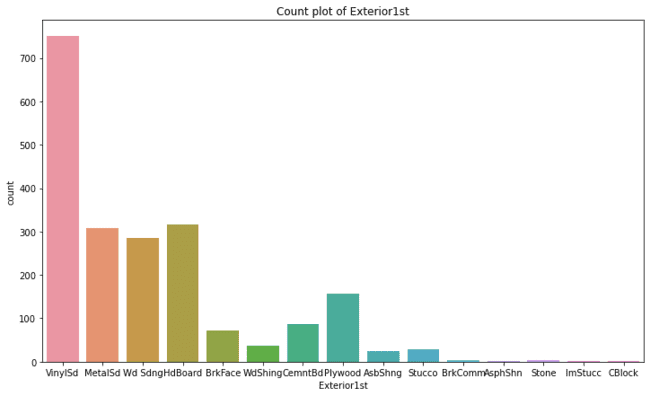 Count plot of Exterior1st
700
600
500
400
300
200
100
0
count
VinylSd MetalSd Wd Sdng HdBoard BrkFace WdShing CemntBd Plywood AsbShng Stucco BrkComm AsphShn Stone ImStucc CBlock
Exterior1st